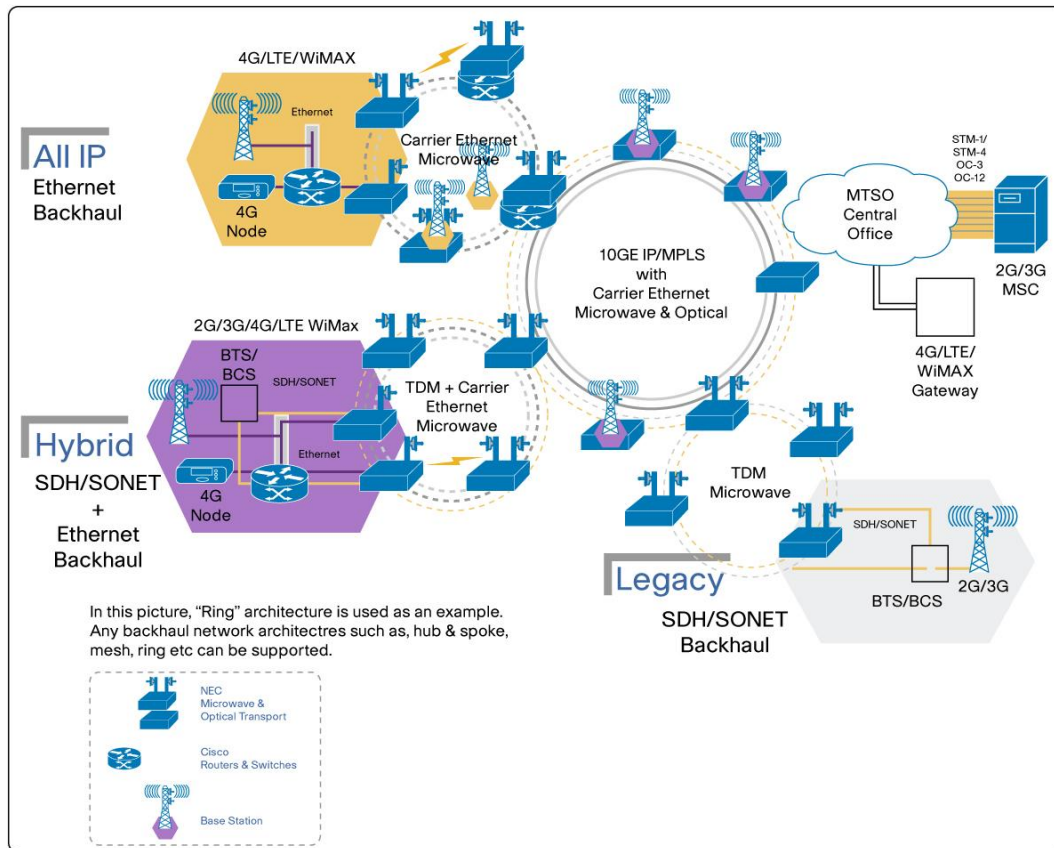 4G/LTE/WiMAX
Ethernet
All IP
Ethernet
Backhaul
4G
Node
Carrier Ethernet
Microwave
STM-1/
STM-4
OC-3
OC-12
MTSO
Central
Office
2G/3G
MSC
10GE IP/MPLS
with
Carrier Ethernet
Microwave & Optical
4G/LTE/
WiMAX
Gateway
2G/3G/4G/LTE WiMax
BTS/
BCS
SDH/SONET
Ethernet
4G
Node
TDM + Carrier
Ethernet
Microwave
Hybrid
SDH/SONET
+
Ethernet
Backhaul
TDM
Microwave
SDH/SONET
BTS/BCS
2G/3G
Legacy
SDH/SONET
Backhaul
In this picture, “Ring” architecture is used as an example.
Any backhaul network architectres such as, hub & spoke,
mesh, ring etc can be supported.
NEC
Microwave &
Optical Transport
Cisco
Routers & Switches
Base Station